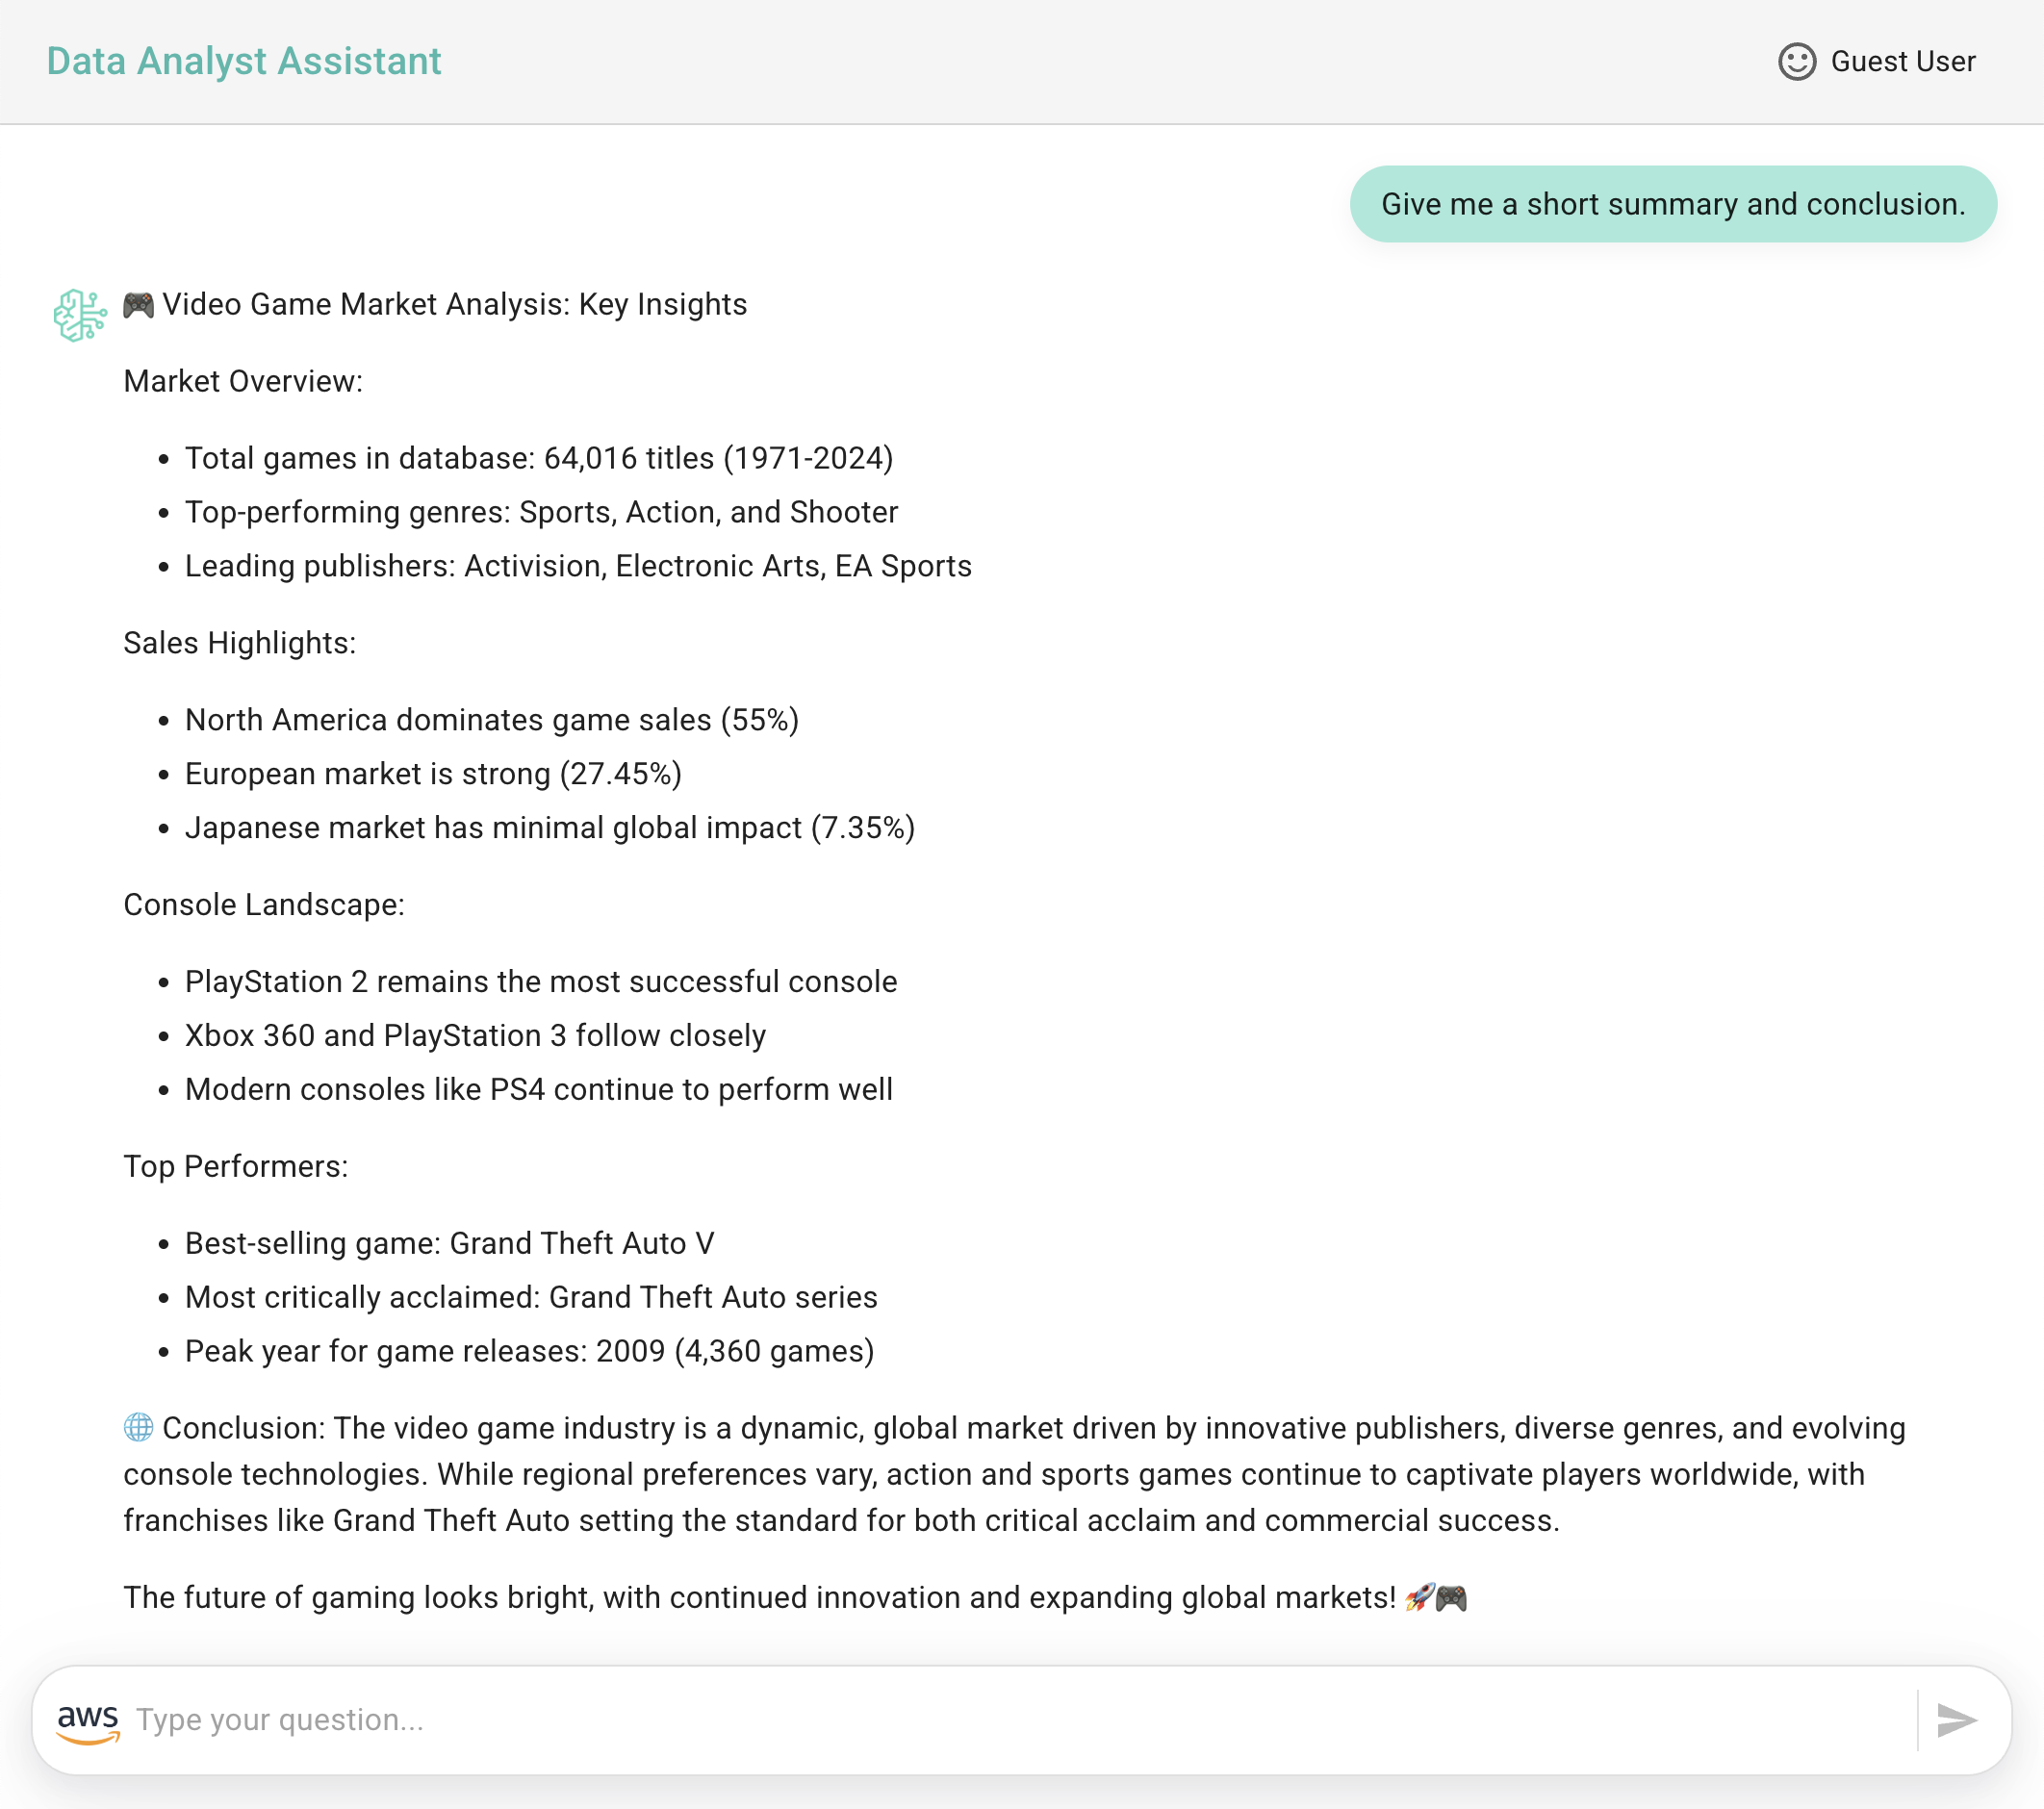 Data Analyst Assistant
Guest User
Give me a short summary and conclusion.
🎮 Video Game Market Analysis: Key Insights
Market Overview:
• Total games in database: 64,016 titles (1971-2024)
• Top-performing genres: Sports, Action, and Shooter
• Leading publishers: Activision, Electronic Arts, EA Sports
Sales Highlights:
• North America dominates game sales (55%)
• European market is strong (27.45%)
• Japanese market has minimal global impact (7.35%)
Console Landscape:
• PlayStation 2 remains the most successful console
• Xbox 360 and PlayStation 3 follow closely
• Modern consoles like PS4 continue to perform well
Top Performers:
• Best-selling game: Grand Theft Auto V
• Most critically acclaimed: Grand Theft Auto series
• Peak year for game releases: 2009 (4,360 games)
🌐 Conclusion: The video game industry is a dynamic, global market driven by innovative publishers, diverse genres, and evolving
console technologies. While regional preferences vary, action and sports games continue to captivate players worldwide, with
franchises like Grand Theft Auto setting the standard for both critical acclaim and commercial success.
The future of gaming looks bright, with continued innovation and expanding global markets! 🚀🎮
aws Type your question...